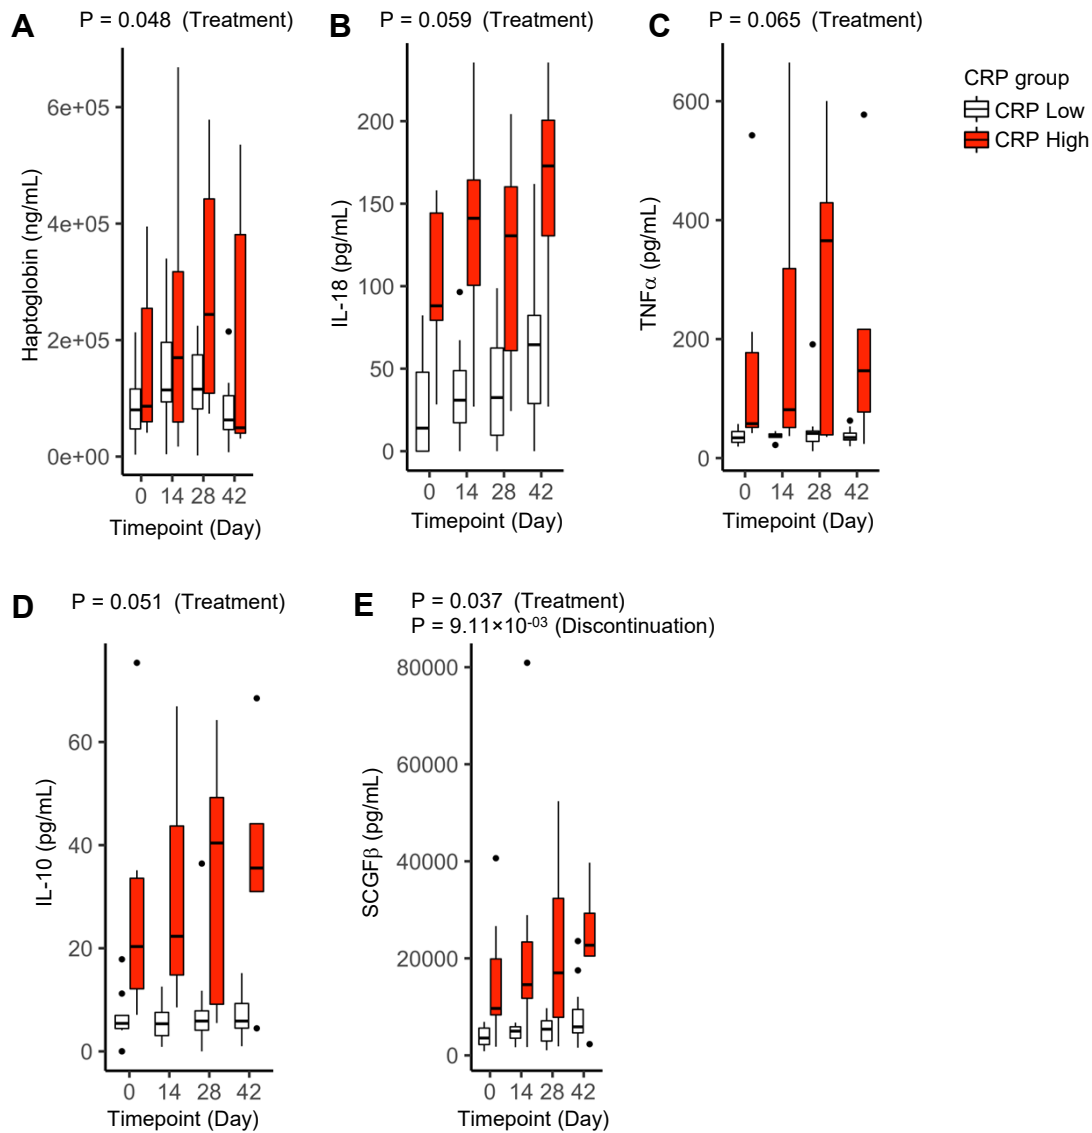 A
P = 0.048 (Treatment)
Haptoglobin (ng/mL)
6e+05
4e+05
2e+05
0e+00
0 14 28 42
Timepoint (Day)
B
P = 0.059 (Treatment)
IL-18 (pg/mL)
200
150
100
50
0
0 14 28 42
Timepoint (Day)
C
P = 0.065 (Treatment)
TNFα (pg/mL)
600
400
200
0
0 14 28 42
Timepoint (Day)
CRP group
CRP Low
CRP High
D
P = 0.051 (Treatment)
IL-10 (pg/mL)
60
40
20
0
0 14 28 42
Timepoint (Day)
E
P = 0.037 (Treatment)
P = 9.11×10⁻⁰³ (Discontinuation)
SCGFβ (pg/mL)
80000
60000
40000
20000
0
0 14 28 42
Timepoint (Day)